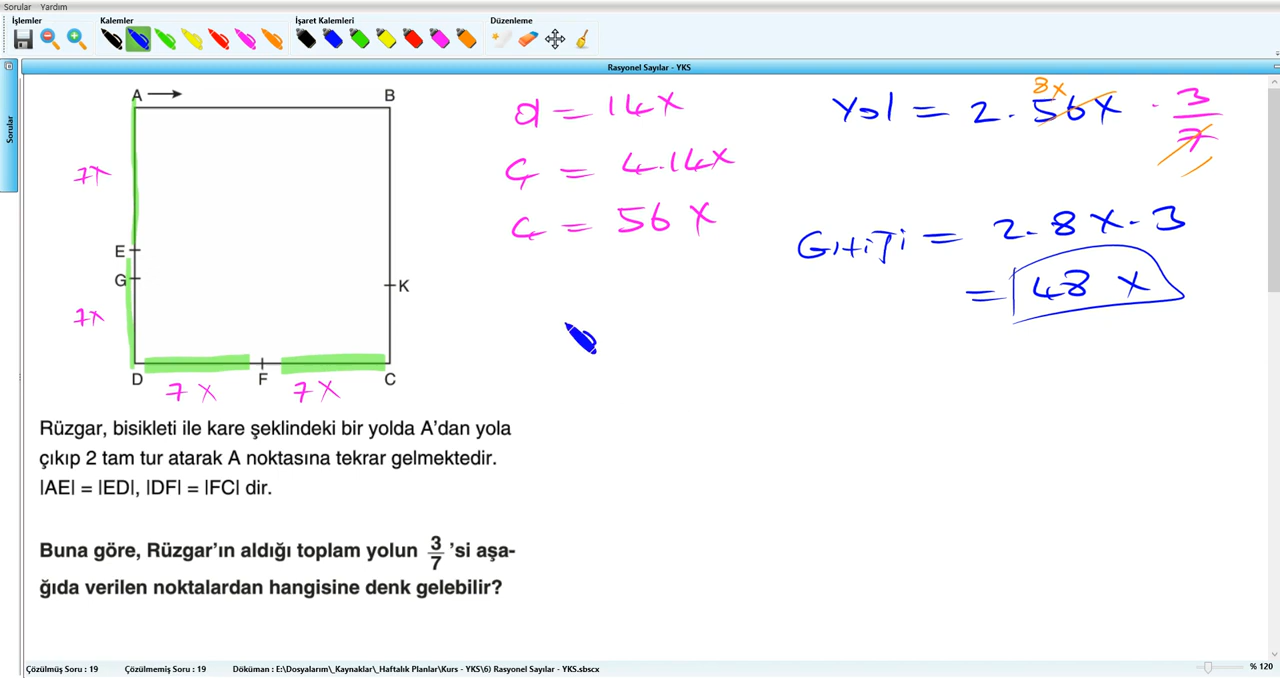 Sorular Yardım
İşlemler Kalemler İşaret Kalemleri Düzenleme
Rasyonel Sayılar - YKS
Sorular
A B
7x
E
G
K
7x
D F C
7x 7x
a = 14x
Ç = 4.14x
Ç = 56x
Yol = 2.56x · 3/7
8x
Gittiği = 2.8x.3
= 48x
Rüzgar, bisikleti ile kare şeklindeki bir yolda A'dan yola
çıkıp 2 tam tur atarak A noktasına tekrar gelmektedir.
|AE| = |ED|, |DF| = |FC| dir.
Buna göre, Rüzgar'ın aldığı toplam yolun 3/7 'si aşa-
ğıda verilen noktalardan hangisine denk gelebilir?
Çözülmüş Soru : 19 Çözülmemiş Soru : 19 Döküman : E:\Dosyalarım\_Kaynaklar\_Haftalık Planlar\Kurs - YKS\6) Rasyonel Sayılar - YKS.sbscx % 120